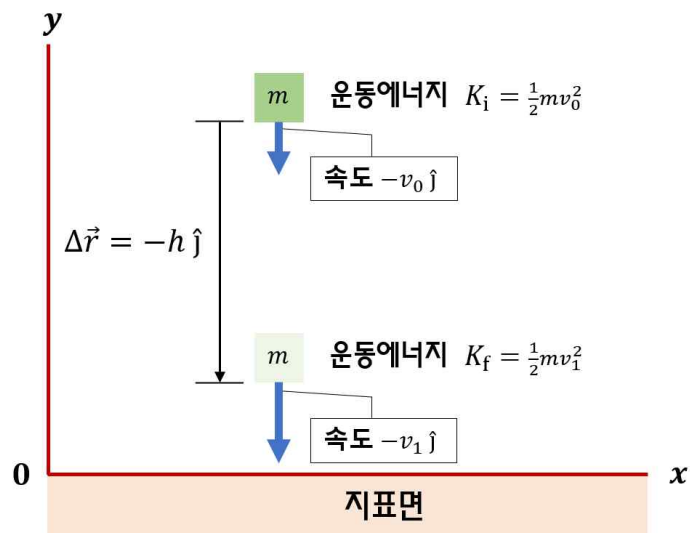 y
m 운동에너지 Kᵢ = ½mv₀²
속도 −v₀ ĵ
Δr⃗ = −h ĵ
m 운동에너지 K_f = ½mv₁²
속도 −v₁ ĵ
0 x
지표면